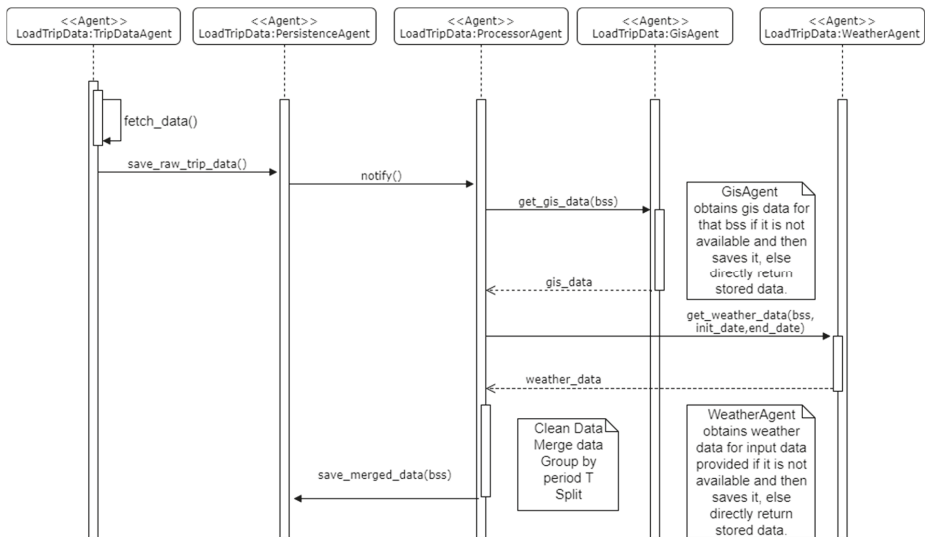 <<Agent>>
LoadTripData:TripDataAgent
<<Agent>>
LoadTripData:PersistenceAgent
<<Agent>>
LoadTripData:ProcessorAgent
<<Agent>>
LoadTripData:GisAgent
<<Agent>>
LoadTripData:WeatherAgent
fetch_data()
save_raw_trip_data()
notify()
get_gis_data(bss)
GisAgent
obtains gis data for
that bss if it is not
available and then
saves it, else
directly return
stored data.
gis_data
get_weather_data(bss,
init_date,end_date)
weather_data
Clean Data
Merge data
Group by
period T
Split
WeatherAgent
obtains weather
data for input data
provided if it is not
available and then
saves it, else
directly return
stored data.
save_merged_data(bss)